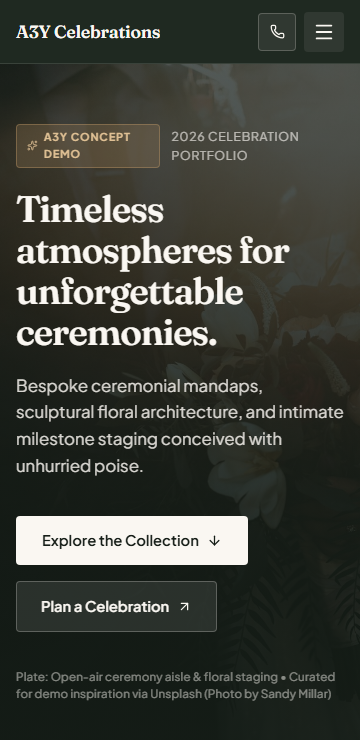 A3Y Celebrations
A3Y CONCEPT
DEMO
2026 CELEBRATION
PORTFOLIO
Timeless
atmospheres for
unforgettable
ceremonies.
Bespoke ceremonial mandaps,
sculptural floral architecture, and intimate
milestone staging conceived with
unhurried poise.
Explore the Collection ↓
Plan a Celebration ↗
Plate: Open-air ceremony aisle & floral staging • Curated
for demo inspiration via Unsplash (Photo by Sandy Millar)